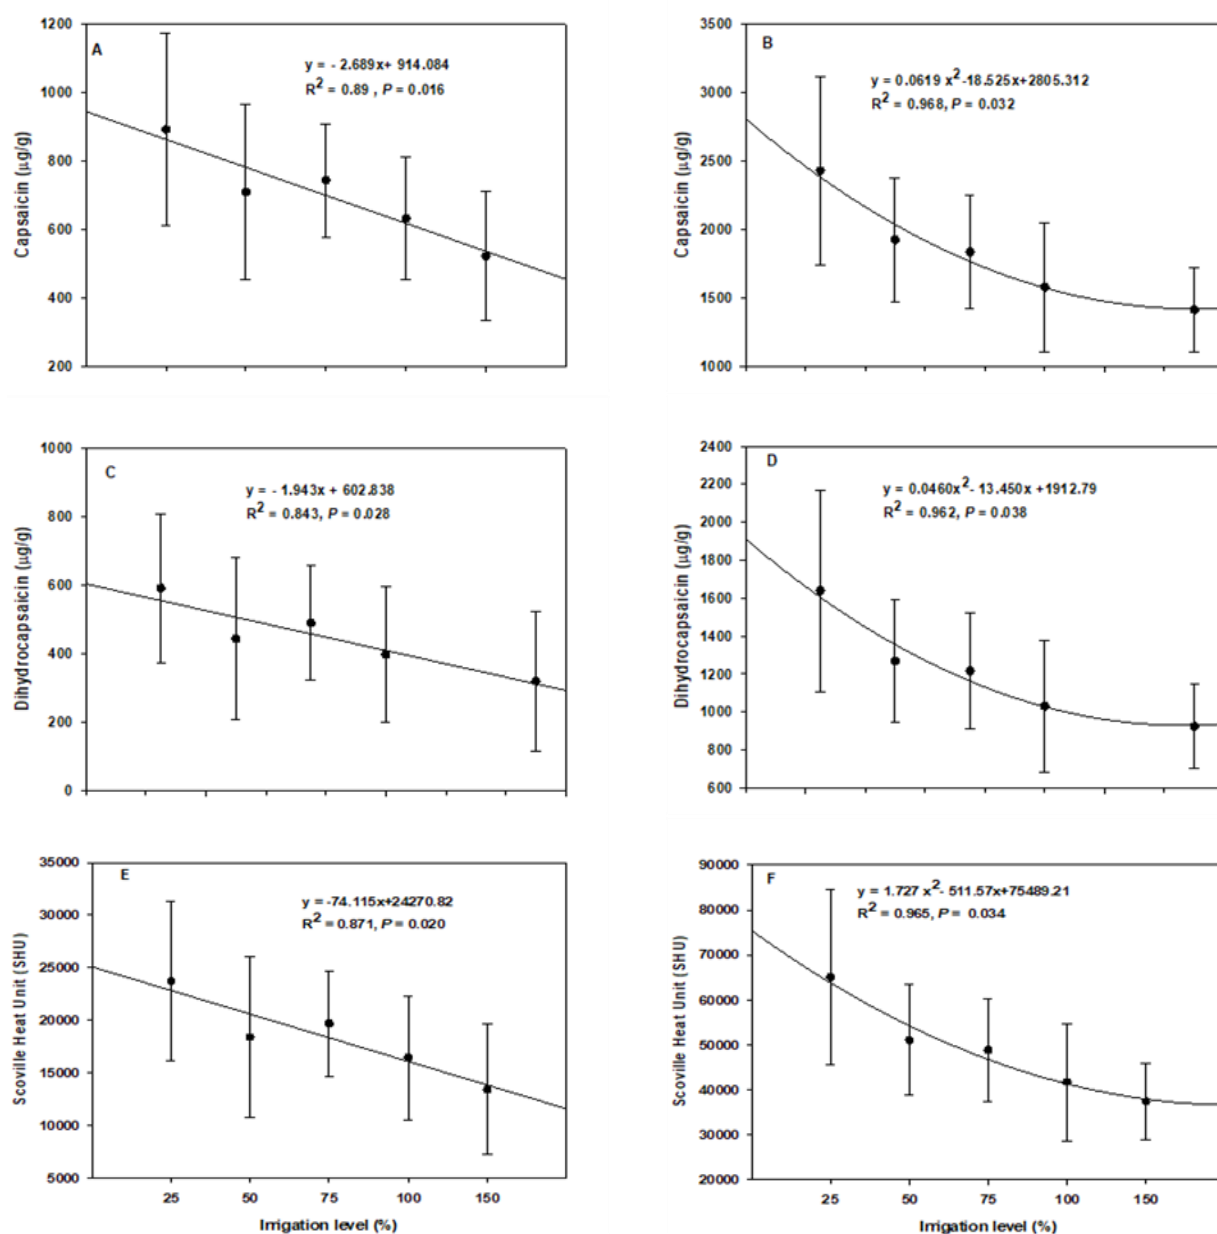 A
y = - 2.689x+ 914.084
R² = 0.89 , P = 0.016
Capsaicin (µg/g)
1200
1000
800
600
400
200
B
y = 0.0619 x²-18.525x+2805.312
R² = 0.968, P = 0.032
Capsaicin (µg/g)
3500
3000
2500
2000
1500
1000
C
y = - 1.943x + 602.838
R² = 0.843, P = 0.028
Dihydrocapsaicin (µg/g)
1000
800
600
400
200
0
D
y = 0.0460x²- 13.450x +1912.79
R² = 0.962, P = 0.038
Dihydrocapsaicin (µg/g)
2400
2200
2000
1800
1600
1400
1200
1000
800
600
E
y = -74.115x+24270.82
R² = 0.871, P = 0.020
Scoville Heat Unit (SHU)
35000
30000
25000
20000
15000
10000
5000
25 50 75 100 150
Irrigation level (%)
F
y = 1.727 x²- 511.57x+75489.21
R² = 0.965, P = 0.034
Scoville Heat Unit (SHU)
90000
80000
70000
60000
50000
40000
30000
20000
25 50 75 100 150
Irrigation level (%)